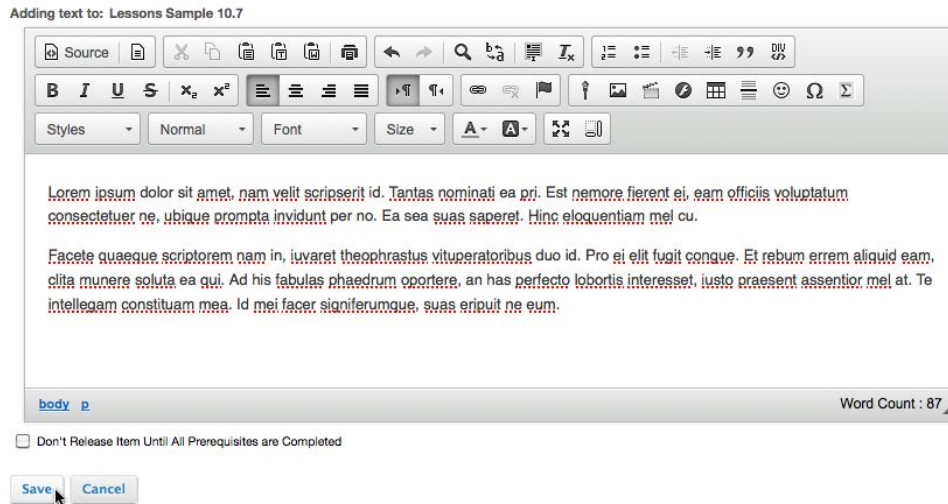 Adding text to: Lessons Sample 10.7
Source
B I U S x₂ x²
Styles Normal Font Size A A
Lorem ipsum dolor sit amet, nam velit scripserit id. Tantas nominati ea pri. Est nemore fierent ei, eam officiis voluptatum
consectetuer ne, ubique prompta invidunt per no. Ea sea suas saperet. Hinc eloquentiam mel cu.
Facete quaeque scriptorem nam in, iuvaret theophrastus vituperatoribus duo id. Pro ei elit fugit congue. Et rebum errem aliquid eam,
clita munere soluta ea qui. Ad his fabulas phaedrum oportere, an has perfecto lobortis interesset, iusto praesent assentior mel at. Te
intellegam constituam mea. Id mei facer signiferumque, suas eripuit ne eum.
body p Word Count : 87
Don't Release Item Until All Prerequisites are Completed
Save Cancel